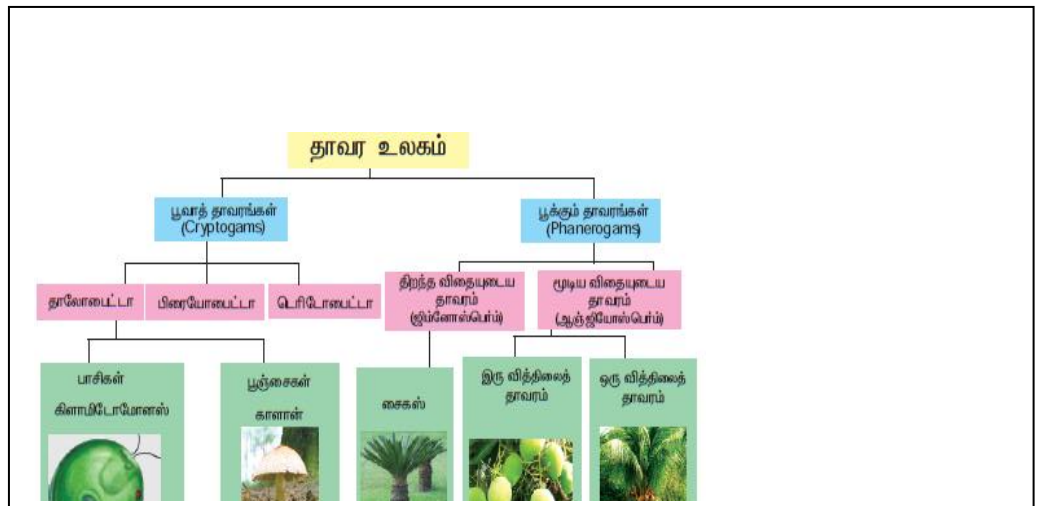 தாவர உலகம்
பூவாத் தாவரங்கள்
(Cryptogams)
பூக்கும் தாவரங்கள்
(Phanerogams)
தாலோபைட்டா
பிரையோபைட்டா
டெரிடோபைட்டா
திறந்த விதையுடைய
தாவரம்
(ஜிம்னோஸ்பெர்ம்)
மூடிய விதையுடைய
தாவரம்
(ஆஞ்ஜியோஸ்பெர்ம்)
பாசிகள்
கிளாமிடோமோனஸ்
பூஞ்சைகள்
காளான்
சைகஸ்
இரு வித்திலைத்
தாவரம்
ஒரு வித்திலைத்
தாவரம்